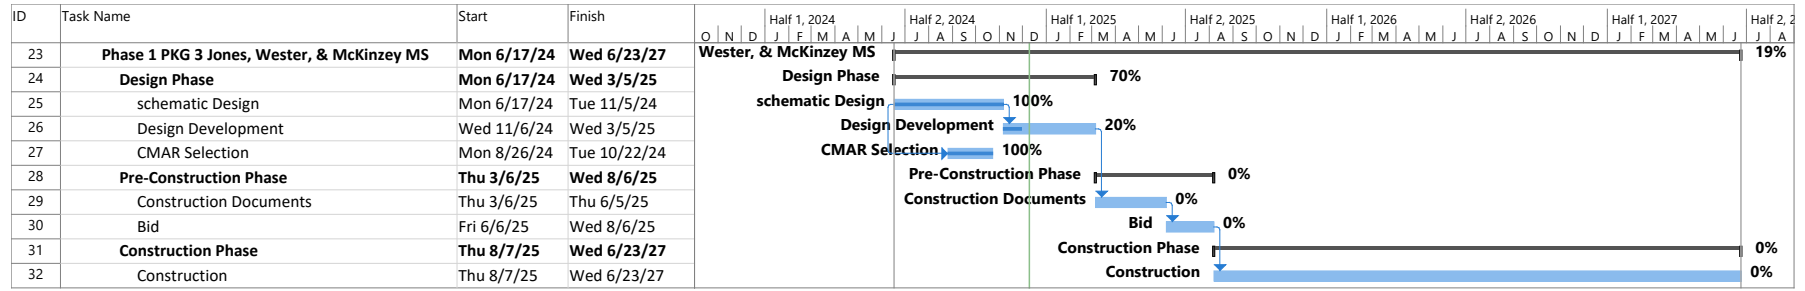 ID Task Name Start Finish Half 1, 2024 Half 2, 2024 Half 1, 2025 Half 2, 2025 Half 1, 2026 Half 2, 2026 Half 1, 2027 Half 2, 2
O N D J F M A M J J A S O N D J F M A M J J A S O N D J F M A M J J A S O N D J F M A M J J A
23 Phase 1 PKG 3 Jones, Wester, & McKinzey MS Mon 6/17/24 Wed 6/23/27 Wester, & McKinzey MS 19%
24 Design Phase Mon 6/17/24 Wed 3/5/25 Design Phase 70%
25 schematic Design Mon 6/17/24 Tue 11/5/24 schematic Design 100%
26 Design Development Wed 11/6/24 Wed 3/5/25 Design Development 20%
27 CMAR Selection Mon 8/26/24 Tue 10/22/24 CMAR Selection 100%
28 Pre-Construction Phase Thu 3/6/25 Wed 8/6/25 Pre-Construction Phase 0%
29 Construction Documents Thu 3/6/25 Thu 6/5/25 Construction Documents 0%
30 Bid Fri 6/6/25 Wed 8/6/25 Bid 0%
31 Construction Phase Thu 8/7/25 Wed 6/23/27 Construction Phase 0%
32 Construction Thu 8/7/25 Wed 6/23/27 Construction 0%